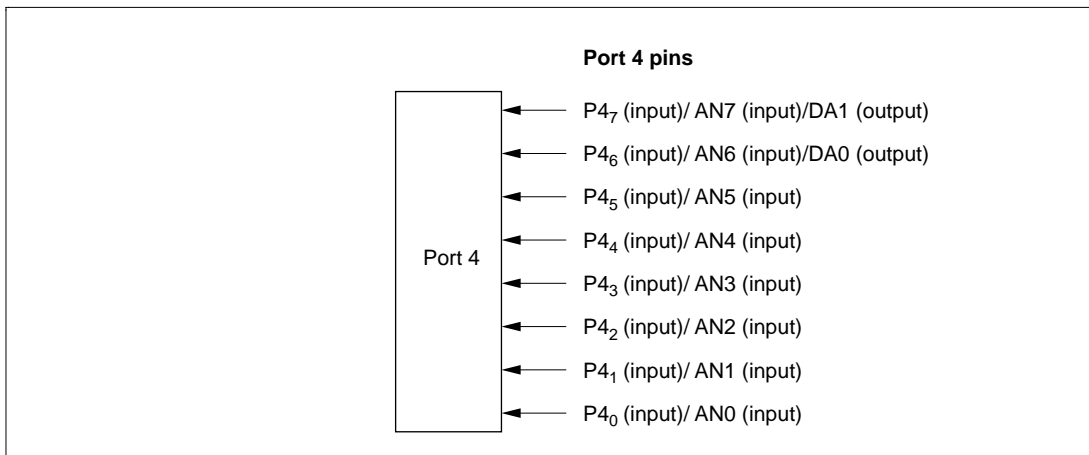 Port 4 pins
P4₇ (input)/ AN7 (input)/DA1 (output)
P4₆ (input)/ AN6 (input)/DA0 (output)
P4₅ (input)/ AN5 (input)
P4₄ (input)/ AN4 (input)
Port 4
P4₃ (input)/ AN3 (input)
P4₂ (input)/ AN2 (input)
P4₁ (input)/ AN1 (input)
P4₀ (input)/ AN0 (input)